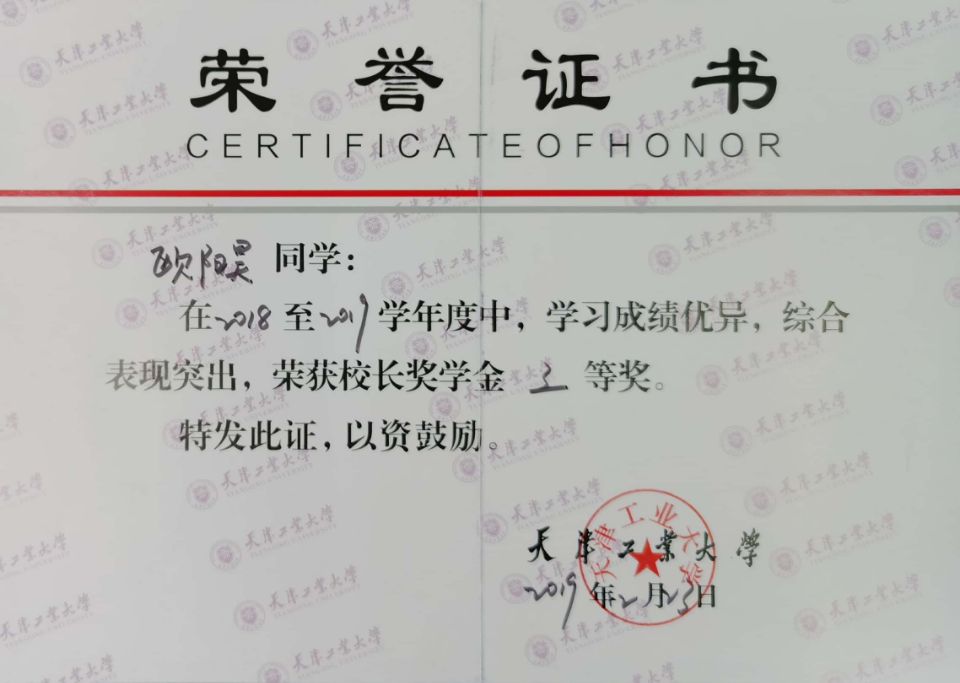 荣誉证书
CERTIFICATEOFHONOR
欧阳昊 同学:
在2018至2019学年度中，学习成绩优异，综合
表现突出，荣获校长奖学金 三 等奖。
特发此证，以资鼓励。
天津工业大学
天津工业大学
2019年2月23日